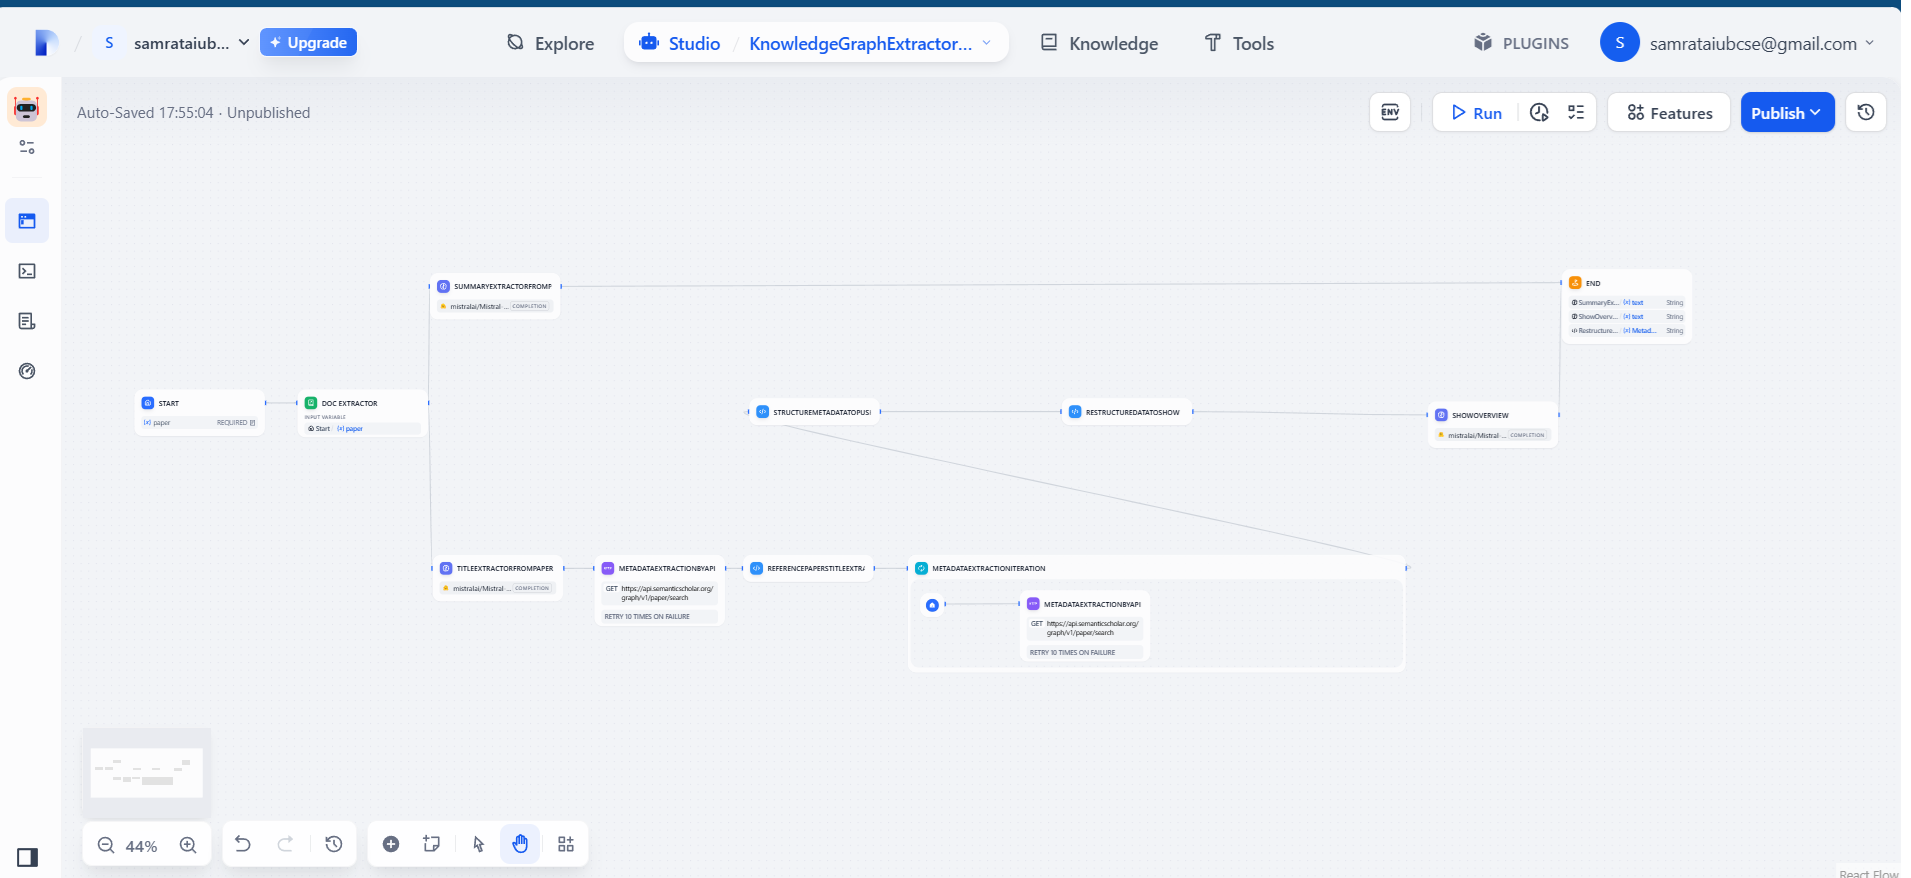 S samrataiub... Upgrade Explore Studio / KnowledgeGraphExtractor... Knowledge Tools PLUGINS S samrataiubcse@gmail.com
Auto-Saved 17:55:04 · Unpublished
ENV Run Features Publish
SUMMARYEXTRACTORFROMP
mistralai/Mistral-... COMPLETION
END
SummaryEx... {x} text String
ShowOverv... {x} text String
Restructure... {x} Metad... String
START
{x} paper REQUIRED
DOC EXTRACTOR
INPUT VARIABLE
Start / {x} paper
STRUCTUREMETADATATOPUS
RESTRUCTUREDATATOSHOW
SHOWOVERVIEW
mistralai/Mistral-... COMPLETION
TITLEEXTRACTORFROMPAPER
mistralai/Mistral-... COMPLETION
METADATAEXTRACTIONBYAPI
GET https://api.semanticscholar.org/
graph/v1/paper/search
RETRY 10 TIMES ON FAILURE
REFERENCEPAPERSTITLEEXTRA
METADATAEXTRACTIONITERATION
METADATAEXTRACTIONBYAPI
GET https://api.semanticscholar.org/
graph/v1/paper/search
RETRY 10 TIMES ON FAILURE
44%
React Flow